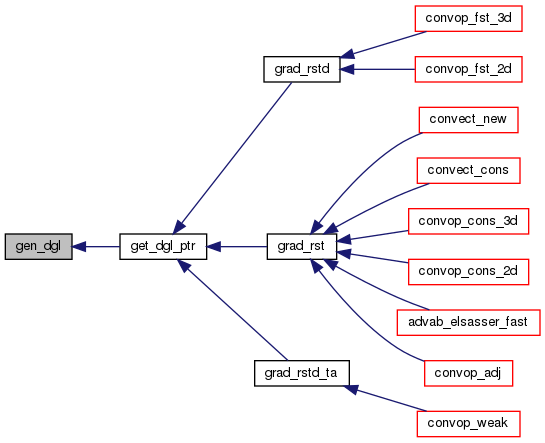 gen_dgl
get_dgl_ptr
grad_rstd
convop_fst_3d
convop_fst_2d
grad_rst
convect_new
convect_cons
convop_cons_3d
convop_cons_2d
advab_elsasser_fast
convop_adj
grad_rstd_ta
convop_weak